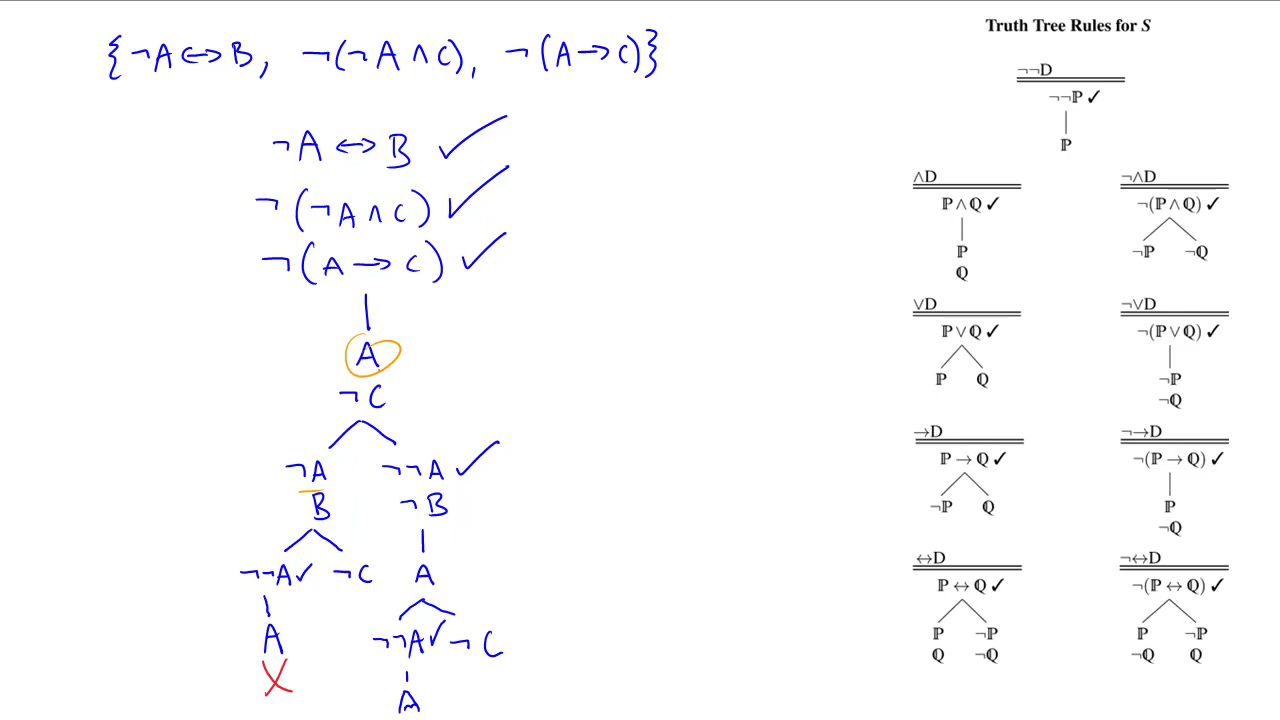 {¬A↔B, ¬(¬A∧C), ¬(A→C)}
¬A↔B ✓
¬(¬A∧C) ✓
¬(A→C) ✓
A
¬C
¬A ¬¬A ✓
B ¬B
¬¬A✓ ¬C A
A ¬¬A✓ ¬C
X A
Truth Tree Rules for S
¬¬D
¬¬ℙ ✓
ℙ
∧D
ℙ ∧ ℚ ✓
ℙ
ℚ
¬∧D
¬(ℙ ∧ ℚ) ✓
¬ℙ ¬ℚ
∨D
ℙ ∨ ℚ ✓
ℙ ℚ
¬∨D
¬(ℙ ∨ ℚ) ✓
¬ℙ
¬ℚ
→D
ℙ → ℚ ✓
¬ℙ ℚ
¬→D
¬(ℙ → ℚ) ✓
ℙ
¬ℚ
↔D
ℙ ↔ ℚ ✓
ℙ ¬ℙ
ℚ ¬ℚ
¬↔D
¬(ℙ ↔ ℚ) ✓
ℙ ¬ℙ
¬ℚ ℚ